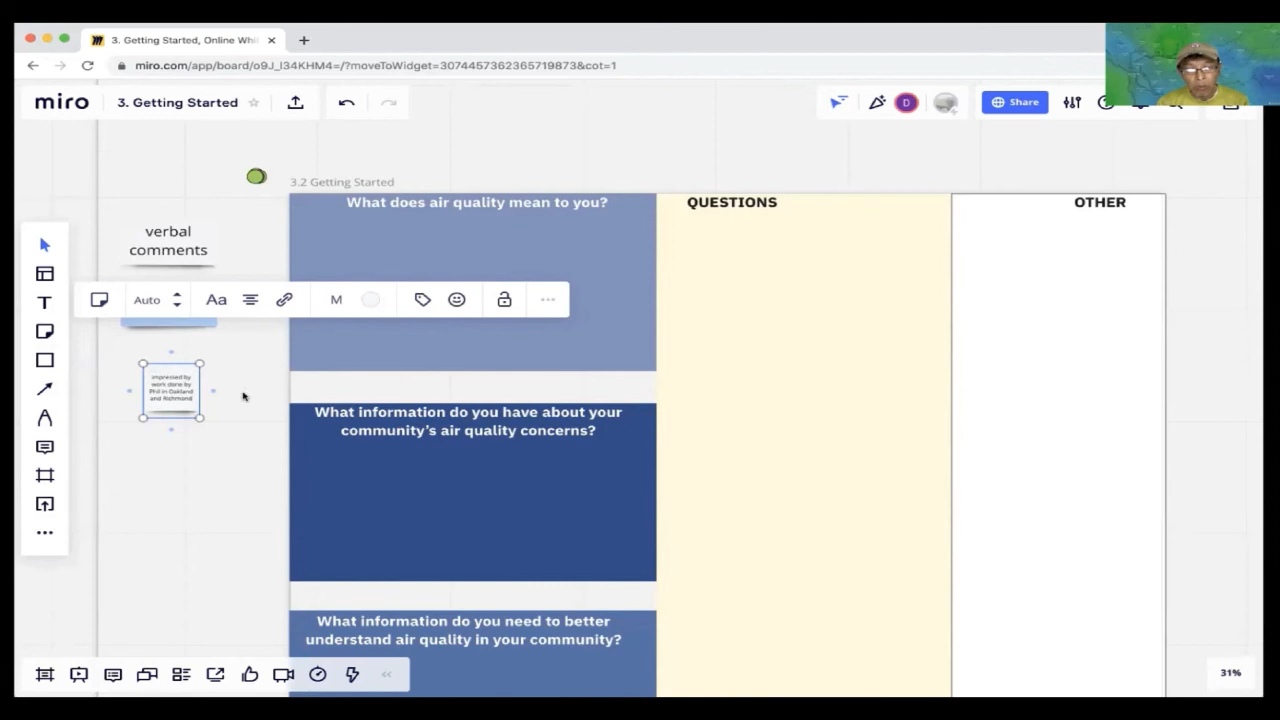 3. Getting Started, Online Whi
miro.com/app/board/o9J_l34KHM4=/?moveToWidget=3074457362365719873&cot=1
miro
3. Getting Started
D
Share
3.2 Getting Started
verbal
comments
Auto
Aa
M
impressed by
work done by
Phil in Oakland
and Richmond
What does air quality mean to you?
What information do you have about your
community's air quality concerns?
What information do you need to better
understand air quality in your community?
QUESTIONS
OTHER
31%